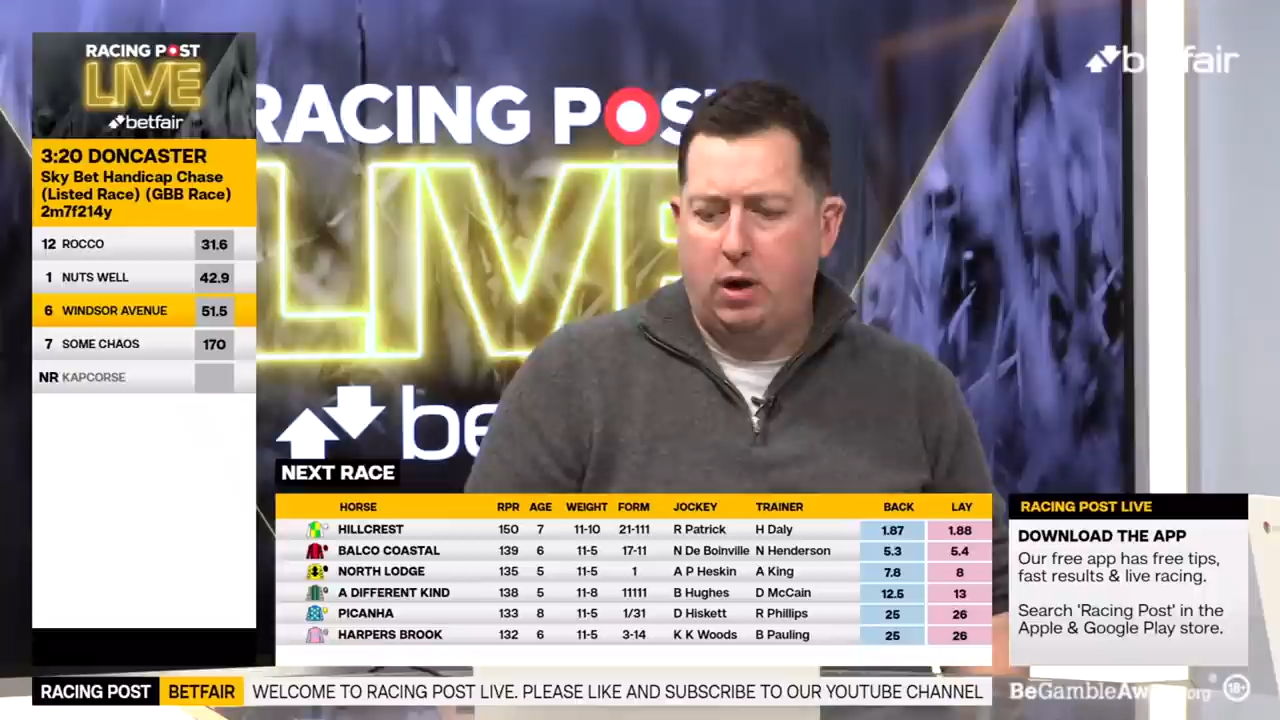 RACING POST
LIVE
betfair
3:20 DONCASTER
Sky Bet Handicap Chase
(Listed Race) (GBB Race)
2m7f214y
12 ROCCO 31.6
1 NUTS WELL 42.9
6 WINDSOR AVENUE 51.5
7 SOME CHAOS 170
NR KAPCORSE
RACING POS
LIVE
be
betfair
NEXT RACE
HORSE RPR AGE WEIGHT FORM JOCKEY TRAINER BACK LAY
HILLCREST 150 7 11-10 21-111 R Patrick H Daly 1.87 1.88
BALCO COASTAL 139 6 11-5 17-11 N De Boinville N Henderson 5.3 5.4
NORTH LODGE 135 5 11-5 1 A P Heskin A King 7.8 8
A DIFFERENT KIND 138 5 11-8 11111 B Hughes D McCain 12.5 13
PICANHA 133 8 11-5 1/31 D Hiskett R Phillips 25 26
HARPERS BROOK 132 6 11-5 3-14 K K Woods B Pauling 25 26
RACING POST LIVE
DOWNLOAD THE APP
Our free app has free tips,
fast results & live racing.
Search 'Racing Post' in the
Apple & Google Play store.
RACING POST BETFAIR WELCOME TO RACING POST LIVE. PLEASE LIKE AND SUBSCRIBE TO OUR YOUTUBE CHANNEL
BeGambleAware.org 18+